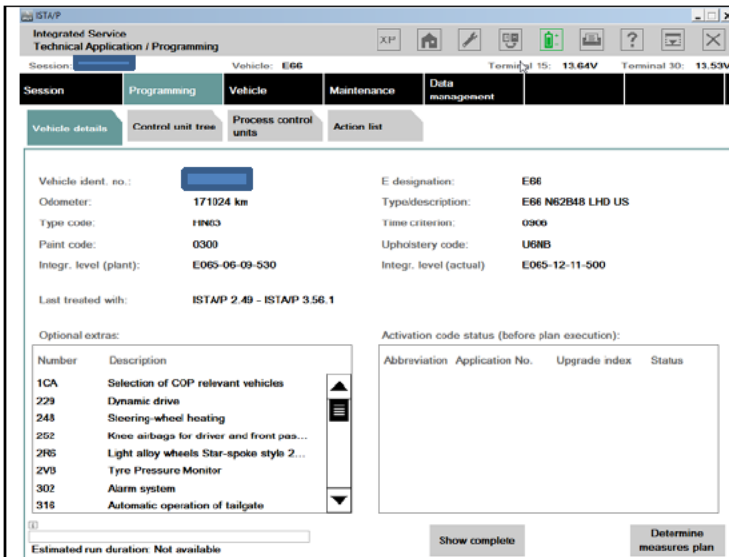 ISTA/P
Integrated Service
Technical Application / Programming
Session: Vehicle: E66 Terminal 15: 13.64V Terminal 30: 13.53V
Session Programming Vehicle Maintenance Data management
Vehicle details Control unit tree Process control units Action list
Vehicle ident. no.: E designation: E66
Odometer: 171024 km Type/description: E66 N62B48 LHD US
Type code: HN83 Time criterion: 0906
Paint code: 0300 Upholstery code: U6NB
Integr. level (plant): E065-06-09-530 Integr. level (actual) E065-12-11-500
Last treated with: ISTA/P 2.49 - ISTA/P 3.56.1
Optional extras: Activation code status (before plan execution):
Number Description Abbreviation Application No. Upgrade index Status
1CA Selection of COP relevant vehicles
229 Dynamic drive
248 Steering-wheel heating
252 Knee airbags for driver and front pas...
2R6 Light alloy wheels Star-spoke style 2...
2VB Tyre Pressure Monitor
302 Alarm system
316 Automatic operation of tailgate
Estimated run duration: Not available
Show complete
Determine measures plan